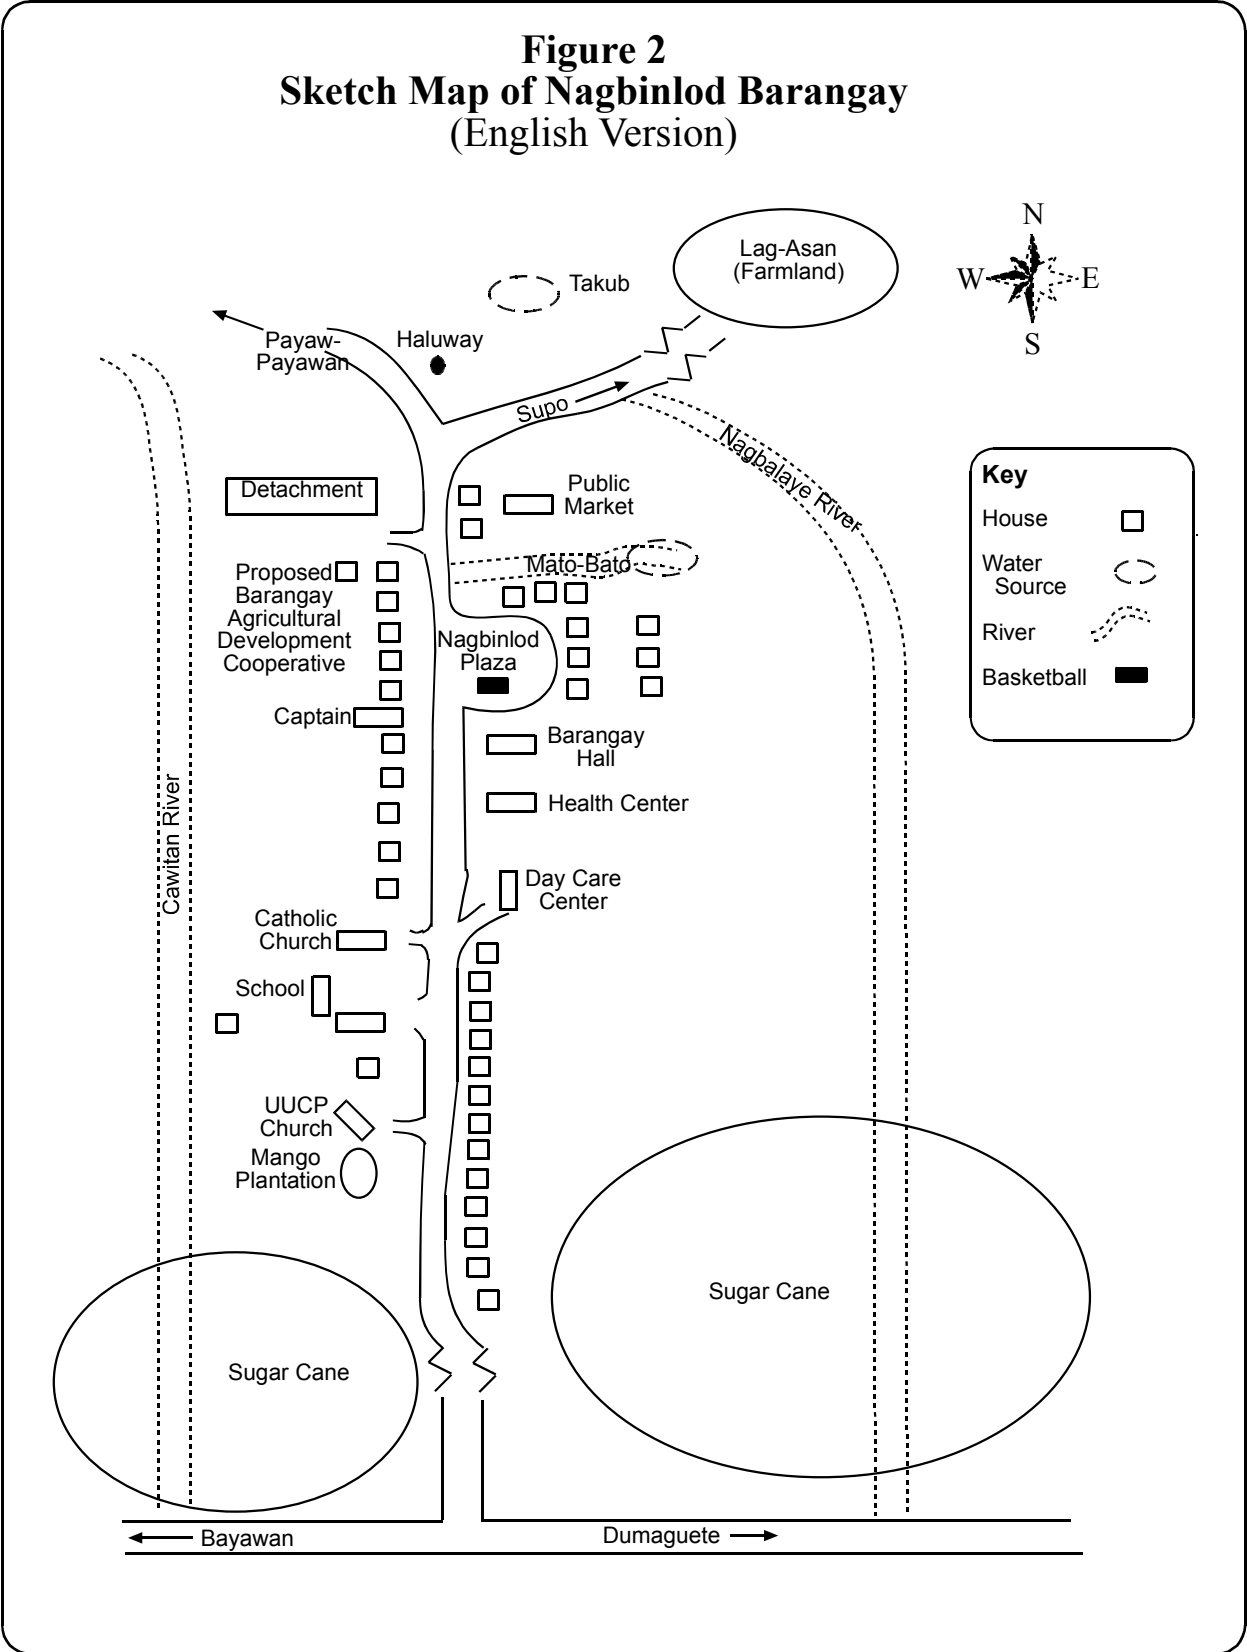 Figure 2
Sketch Map of Nagbinlod Barangay
(English Version)
N
W
E
S
Lag-Asan
(Farmland)
Takub
Payaw-
Payawan
Haluway
Supo
Nagbalaye River
Detachment
Public
Market
Key
House
Water
Source
River
Basketball
Mato-Bato
Proposed
Barangay
Agricultural
Development
Cooperative
Nagbinlod
Plaza
Captain
Barangay
Hall
Health Center
Cawitan River
Day Care
Center
Catholic
Church
School
UUCP
Church
Mango
Plantation
Sugar Cane
Sugar Cane
Bayawan
Dumaguete